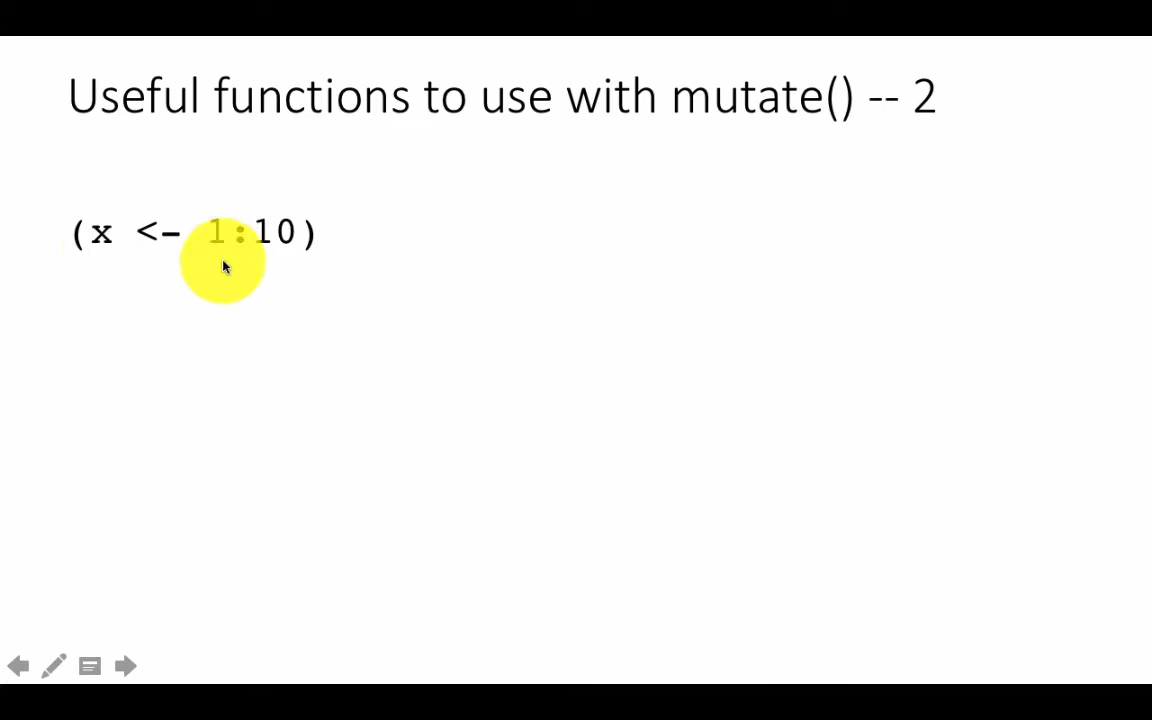 Useful functions to use with mutate() -- 2
(x <- 1:10)